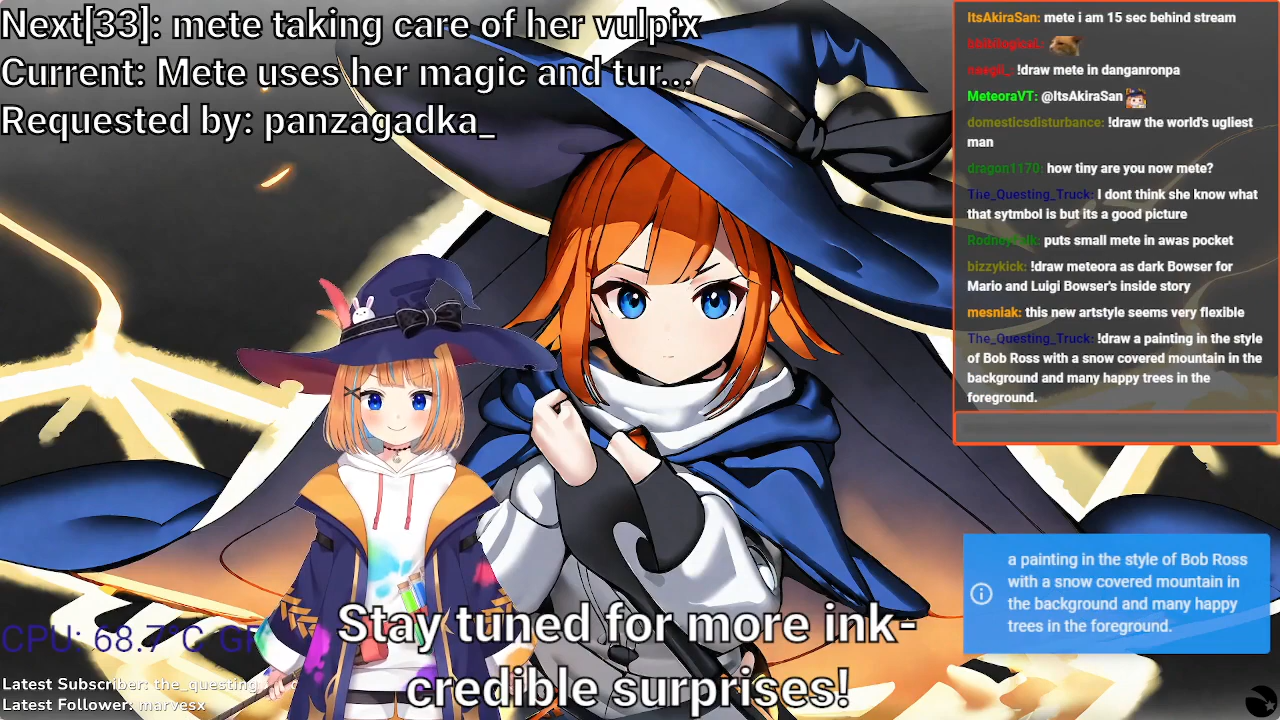 Next[33]: mete taking care of her vulpix
Current: Mete uses her magic and tur...
Requested by: panzagadka_
ItsAkiraSan: mete i am 15 sec behind stream
!draw mete in danganronpa
MeteoraVT: @ItsAkiraSan
domesticsdisturbance: !draw the world's ugliest
man
dragon1170: how tiny are you now mete?
The_Questing_Truck: I dont think she know what
that sytmbol is but its a good picture
puts small mete in awas pocket
bizzykick: !draw meteora as dark Bowser for
Mario and Luigi Bowser's inside story
mesniak: this new artstyle seems very flexible
The_Questing_Truck: !draw a painting in the style
of Bob Ross with a snow covered mountain in the
background and many happy trees in the
foreground.
a painting in the style of Bob Ross
with a snow covered mountain in
the background and many happy
trees in the foreground.
Stay tuned for more ink-
credible surprises!
CPU: 68.7°C GP
Latest Subscriber: the_questing
Latest Follower: marvesx